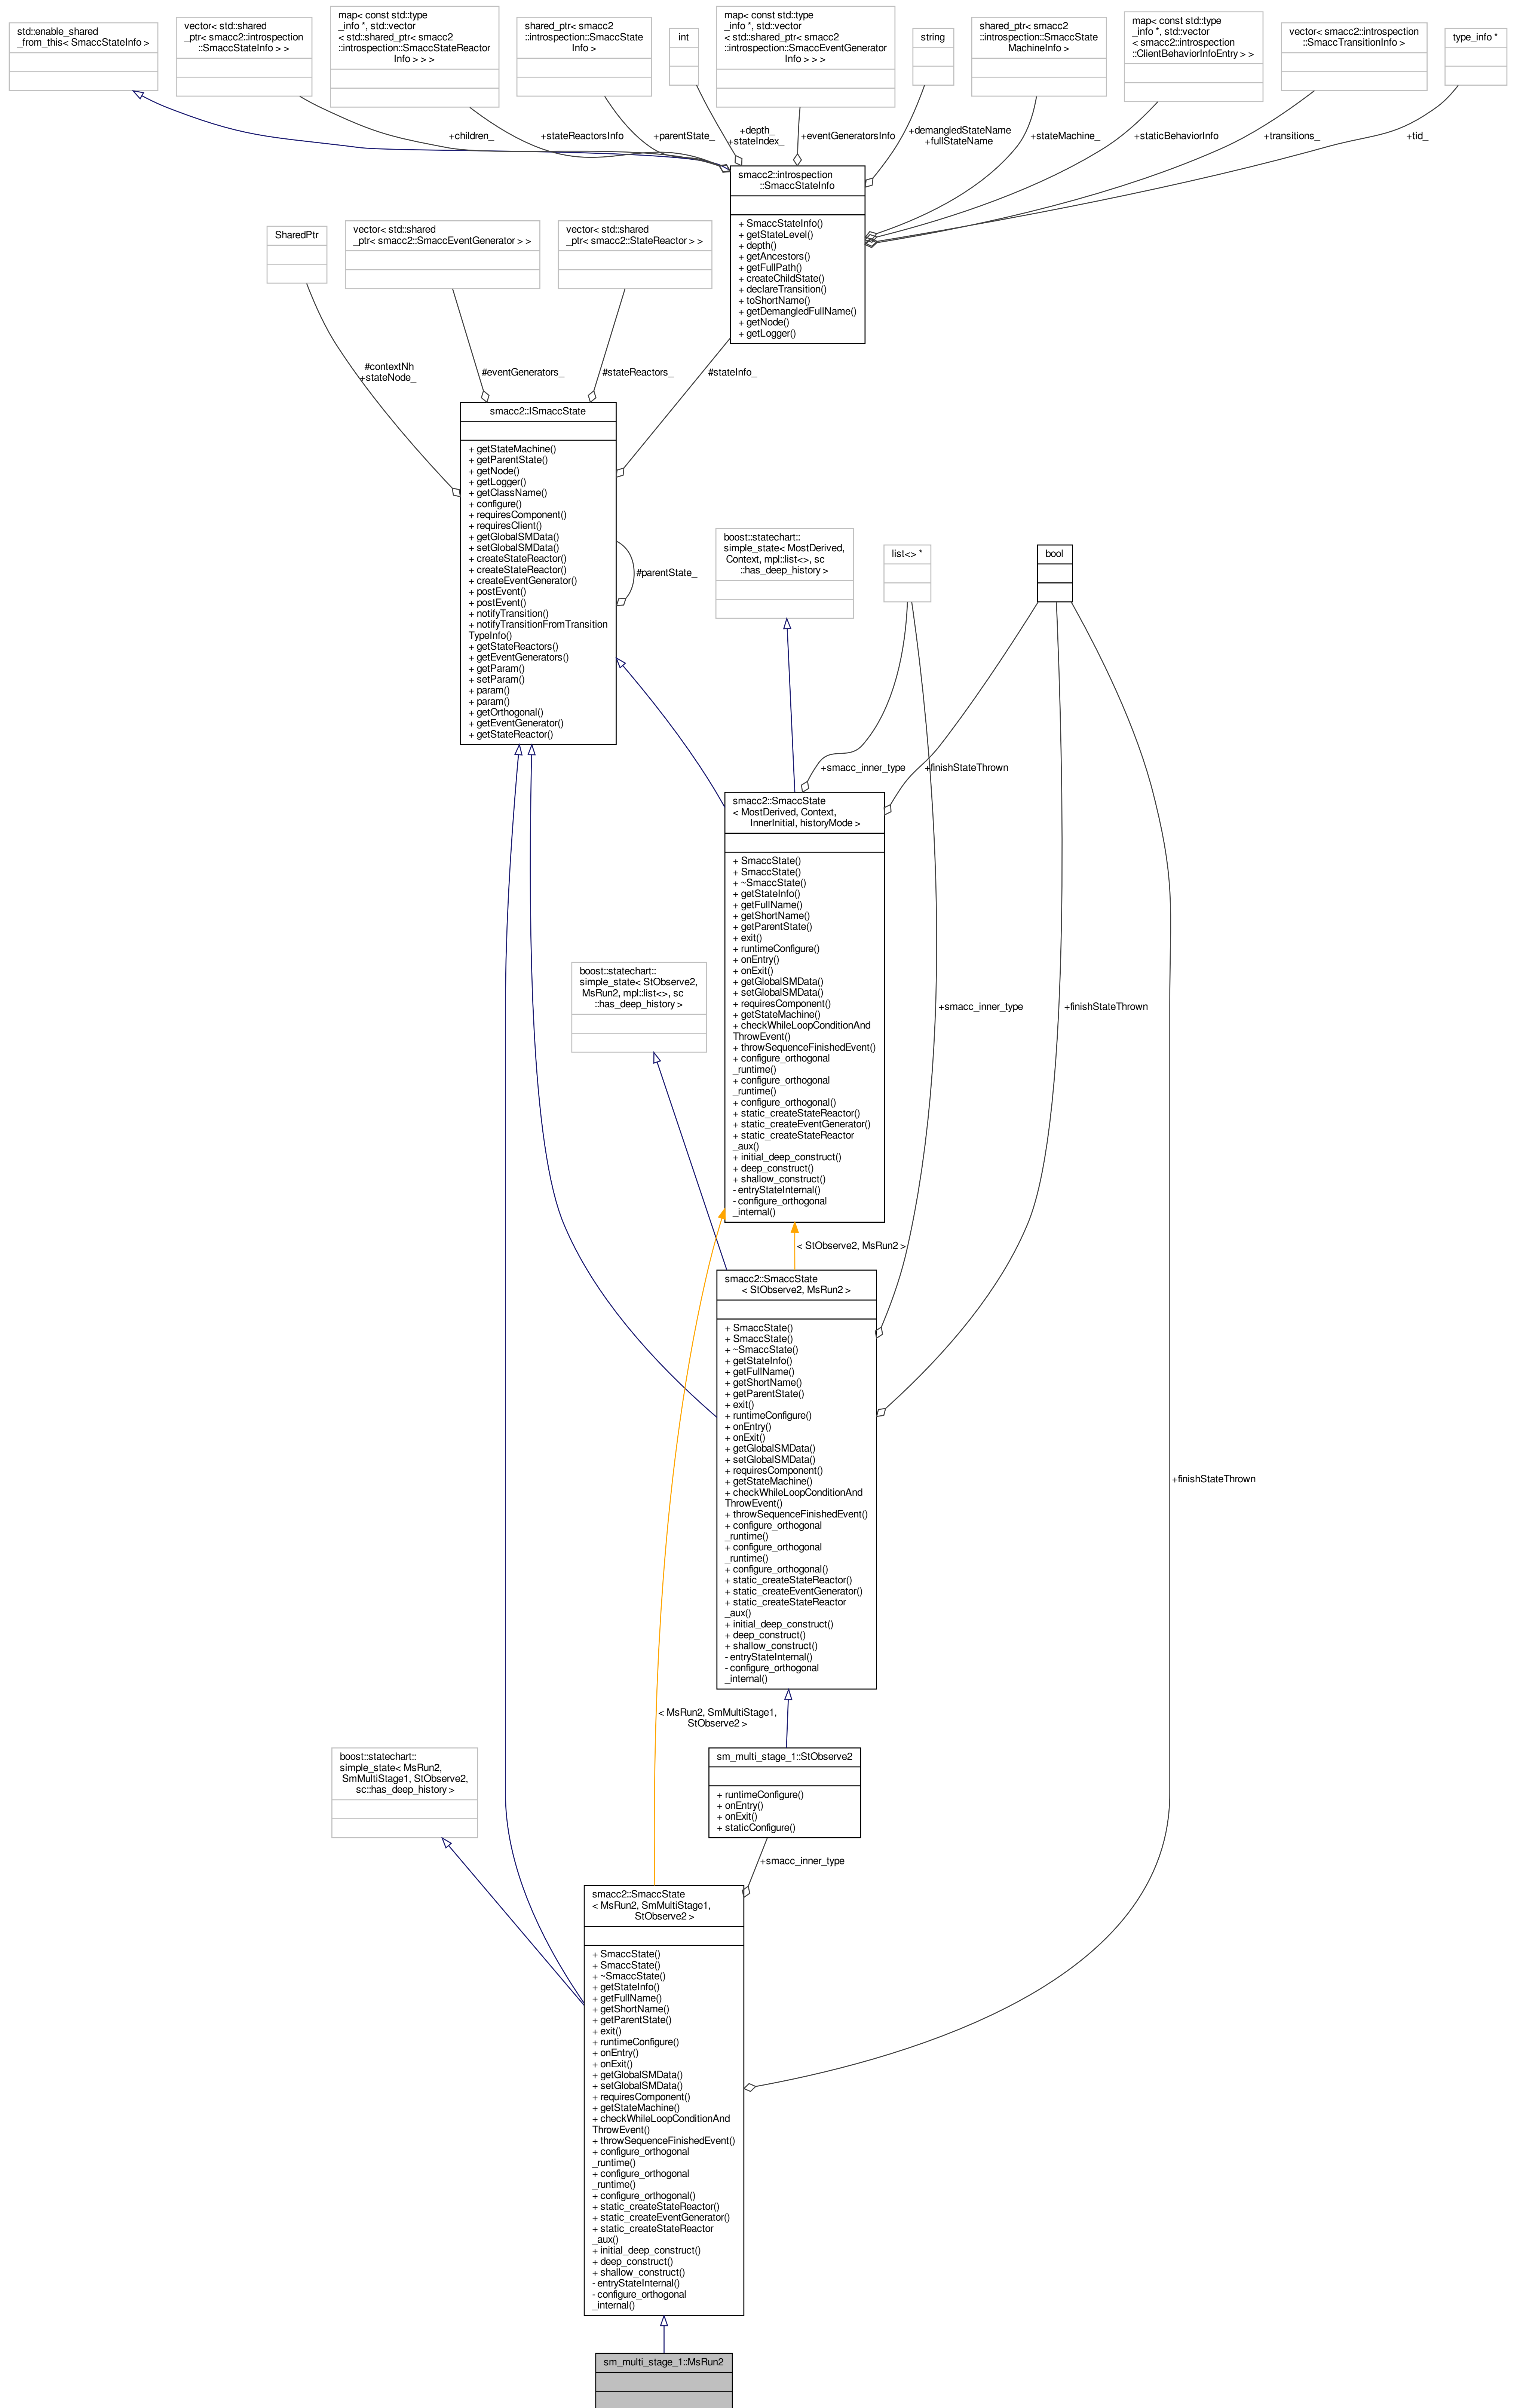 std::enable_shared
_from_this< SmaccStateInfo >
vector< std::shared
_ptr< smacc2::introspection
::SmaccStateInfo > >
map< const std::type
_info *, std::vector
< std::shared_ptr< smacc2
::introspection::SmaccStateReactor
Info > > >
shared_ptr< smacc2
::introspection::SmaccState
Info >
int
map< const std::type
_info *, std::vector
< std::shared_ptr< smacc2
::introspection::SmaccEventGenerator
Info > > >
string
shared_ptr< smacc2
::introspection::SmaccState
MachineInfo >
map< const std::type
_info *, std::vector
< smacc2::introspection
::ClientBehaviorInfoEntry > >
vector< smacc2::introspection
::SmaccTransitionInfo >
type_info *
+children_
+stateReactorsInfo
+parentState_
+depth_
+stateIndex_
+eventGeneratorsInfo
+demangledStateName
+fullStateName
+stateMachine_
+staticBehaviorInfo
+transitions_
+tid_
smacc2::introspection
::SmaccStateInfo
+ SmaccStateInfo()
+ getStateLevel()
+ depth()
+ getAncestors()
+ getFullPath()
+ createChildState()
+ declareTransition()
+ toShortName()
+ getDemangledFullName()
+ getNode()
+ getLogger()
SharedPtr
vector< std::shared
_ptr< smacc2::SmaccEventGenerator > >
vector< std::shared
_ptr< smacc2::StateReactor > >
#contextNh
+stateNode_
#eventGenerators_
#stateReactors_
#stateInfo_
smacc2::ISmaccState
+ getStateMachine()
+ getParentState()
+ getNode()
+ getLogger()
+ getClassName()
+ configure()
+ requiresComponent()
+ requiresClient()
+ getGlobalSMData()
+ setGlobalSMData()
+ createStateReactor()
+ createStateReactor()
+ createEventGenerator()
+ postEvent()
+ postEvent()
+ notifyTransition()
+ notifyTransitionFromTransition
TypeInfo()
+ getStateReactors()
+ getEventGenerators()
+ getParam()
+ setParam()
+ param()
+ param()
+ getOrthogonal()
+ getEventGenerator()
+ getStateReactor()
#parentState_
boost::statechart::
simple_state< MostDerived,
Context, mpl::list<>, sc
::has_deep_history >
list<> *
bool
+smacc_inner_type
+finishStateThrown
smacc2::SmaccState
< MostDerived, Context,
InnerInitial, historyMode >
+ SmaccState()
+ SmaccState()
+ ~SmaccState()
+ getStateInfo()
+ getFullName()
+ getShortName()
+ getParentState()
+ exit()
+ runtimeConfigure()
+ onEntry()
+ onExit()
+ getGlobalSMData()
+ setGlobalSMData()
+ requiresComponent()
+ getStateMachine()
+ checkWhileLoopConditionAnd
ThrowEvent()
+ throwSequenceFinishedEvent()
+ configure_orthogonal
_runtime()
+ configure_orthogonal
_runtime()
+ configure_orthogonal()
+ static_createStateReactor()
+ static_createEventGenerator()
+ static_createStateReactor
_aux()
+ initial_deep_construct()
+ deep_construct()
+ shallow_construct()
- entryStateInternal()
- configure_orthogonal
_internal()
boost::statechart::
simple_state< StObserve2,
MsRun2, mpl::list<>, sc
::has_deep_history >
+smacc_inner_type
+finishStateThrown
< StObserve2, MsRun2 >
smacc2::SmaccState
< StObserve2, MsRun2 >
+ SmaccState()
+ SmaccState()
+ ~SmaccState()
+ getStateInfo()
+ getFullName()
+ getShortName()
+ getParentState()
+ exit()
+ runtimeConfigure()
+ onEntry()
+ onExit()
+ getGlobalSMData()
+ setGlobalSMData()
+ requiresComponent()
+ getStateMachine()
+ checkWhileLoopConditionAnd
ThrowEvent()
+ throwSequenceFinishedEvent()
+ configure_orthogonal
_runtime()
+ configure_orthogonal
_runtime()
+ configure_orthogonal()
+ static_createStateReactor()
+ static_createEventGenerator()
+ static_createStateReactor
_aux()
+ initial_deep_construct()
+ deep_construct()
+ shallow_construct()
- entryStateInternal()
- configure_orthogonal
_internal()
+finishStateThrown
< MsRun2, SmMultiStage1,
StObserve2 >
boost::statechart::
simple_state< MsRun2,
SmMultiStage1, StObserve2,
sc::has_deep_history >
sm_multi_stage_1::StObserve2
+ runtimeConfigure()
+ onEntry()
+ onExit()
+ staticConfigure()
+smacc_inner_type
smacc2::SmaccState
< MsRun2, SmMultiStage1,
StObserve2 >
+ SmaccState()
+ SmaccState()
+ ~SmaccState()
+ getStateInfo()
+ getFullName()
+ getShortName()
+ getParentState()
+ exit()
+ runtimeConfigure()
+ onEntry()
+ onExit()
+ getGlobalSMData()
+ setGlobalSMData()
+ requiresComponent()
+ getStateMachine()
+ checkWhileLoopConditionAnd
ThrowEvent()
+ throwSequenceFinishedEvent()
+ configure_orthogonal
_runtime()
+ configure_orthogonal
_runtime()
+ configure_orthogonal()
+ static_createStateReactor()
+ static_createEventGenerator()
+ static_createStateReactor
_aux()
+ initial_deep_construct()
+ deep_construct()
+ shallow_construct()
- entryStateInternal()
- configure_orthogonal
_internal()
sm_multi_stage_1::MsRun2